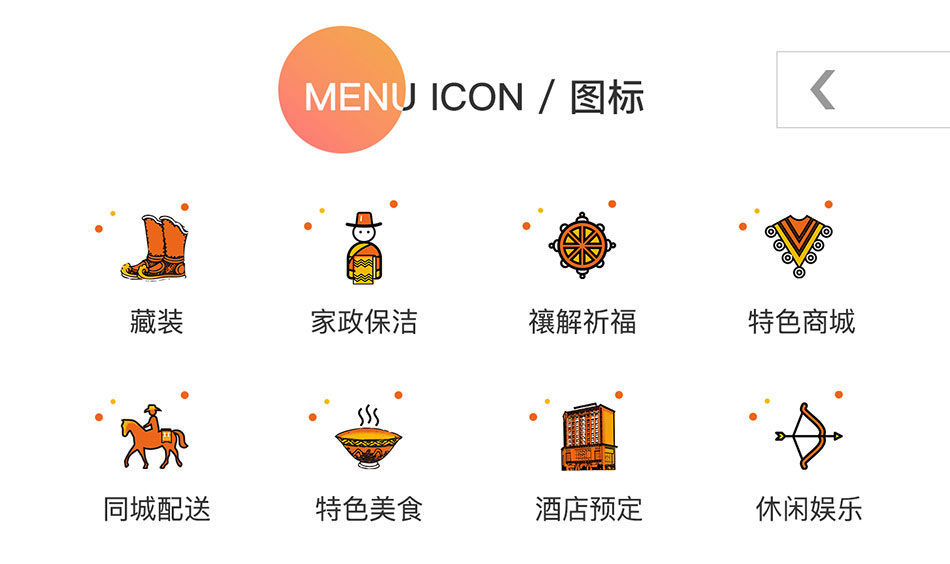 MENU ICON / 图标
藏装
家政保洁
禳解祈福
特色商城
同城配送
特色美食
酒店预定
休闲娱乐